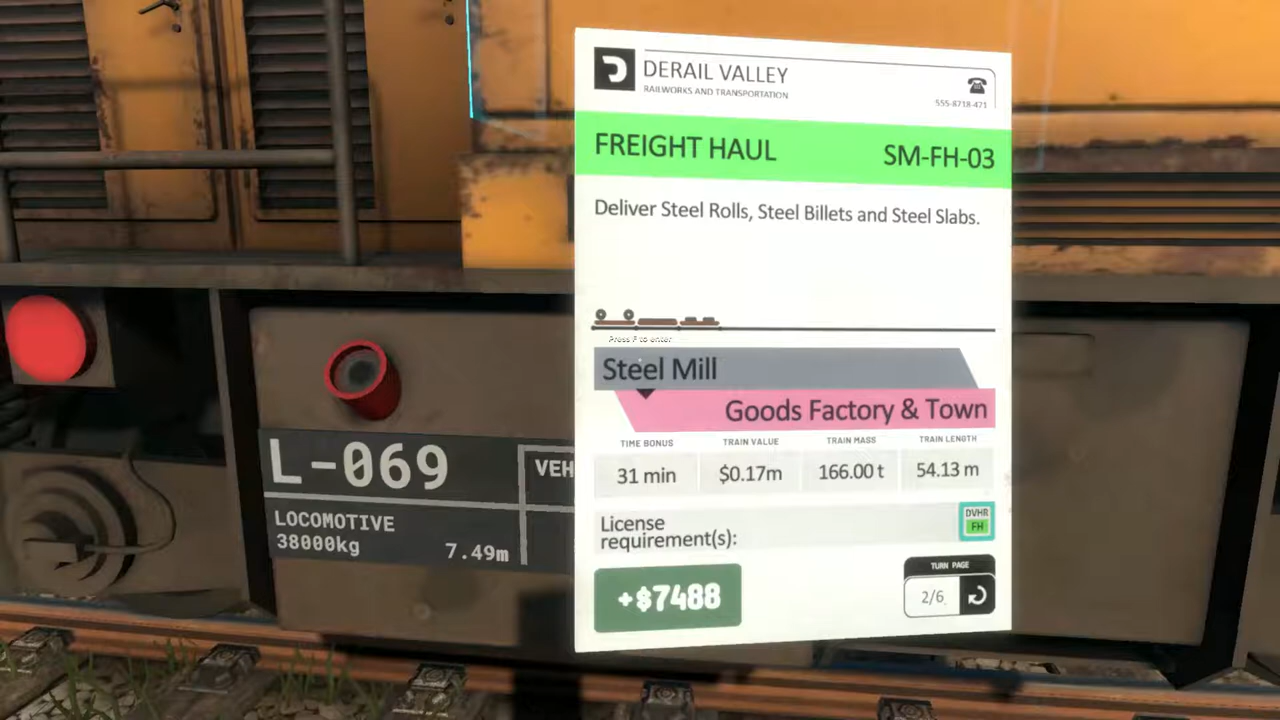 DERAIL VALLEY
RAILWORKS AND TRANSPORTATION
555-8718-471
FREIGHT HAUL
SM-FH-03
Deliver Steel Rolls, Steel Billets and Steel Slabs.
Press F to enter
Steel Mill
Goods Factory & Town
TIME BONUS TRAIN VALUE TRAIN MASS TRAIN LENGTH
31 min $0.17m 166.00 t 54.13 m
License
requirement(s):
DVHR
FH
+$7488
TURN PAGE
2/6
L-069
VEH
LOCOMOTIVE
38000kg 7.49m